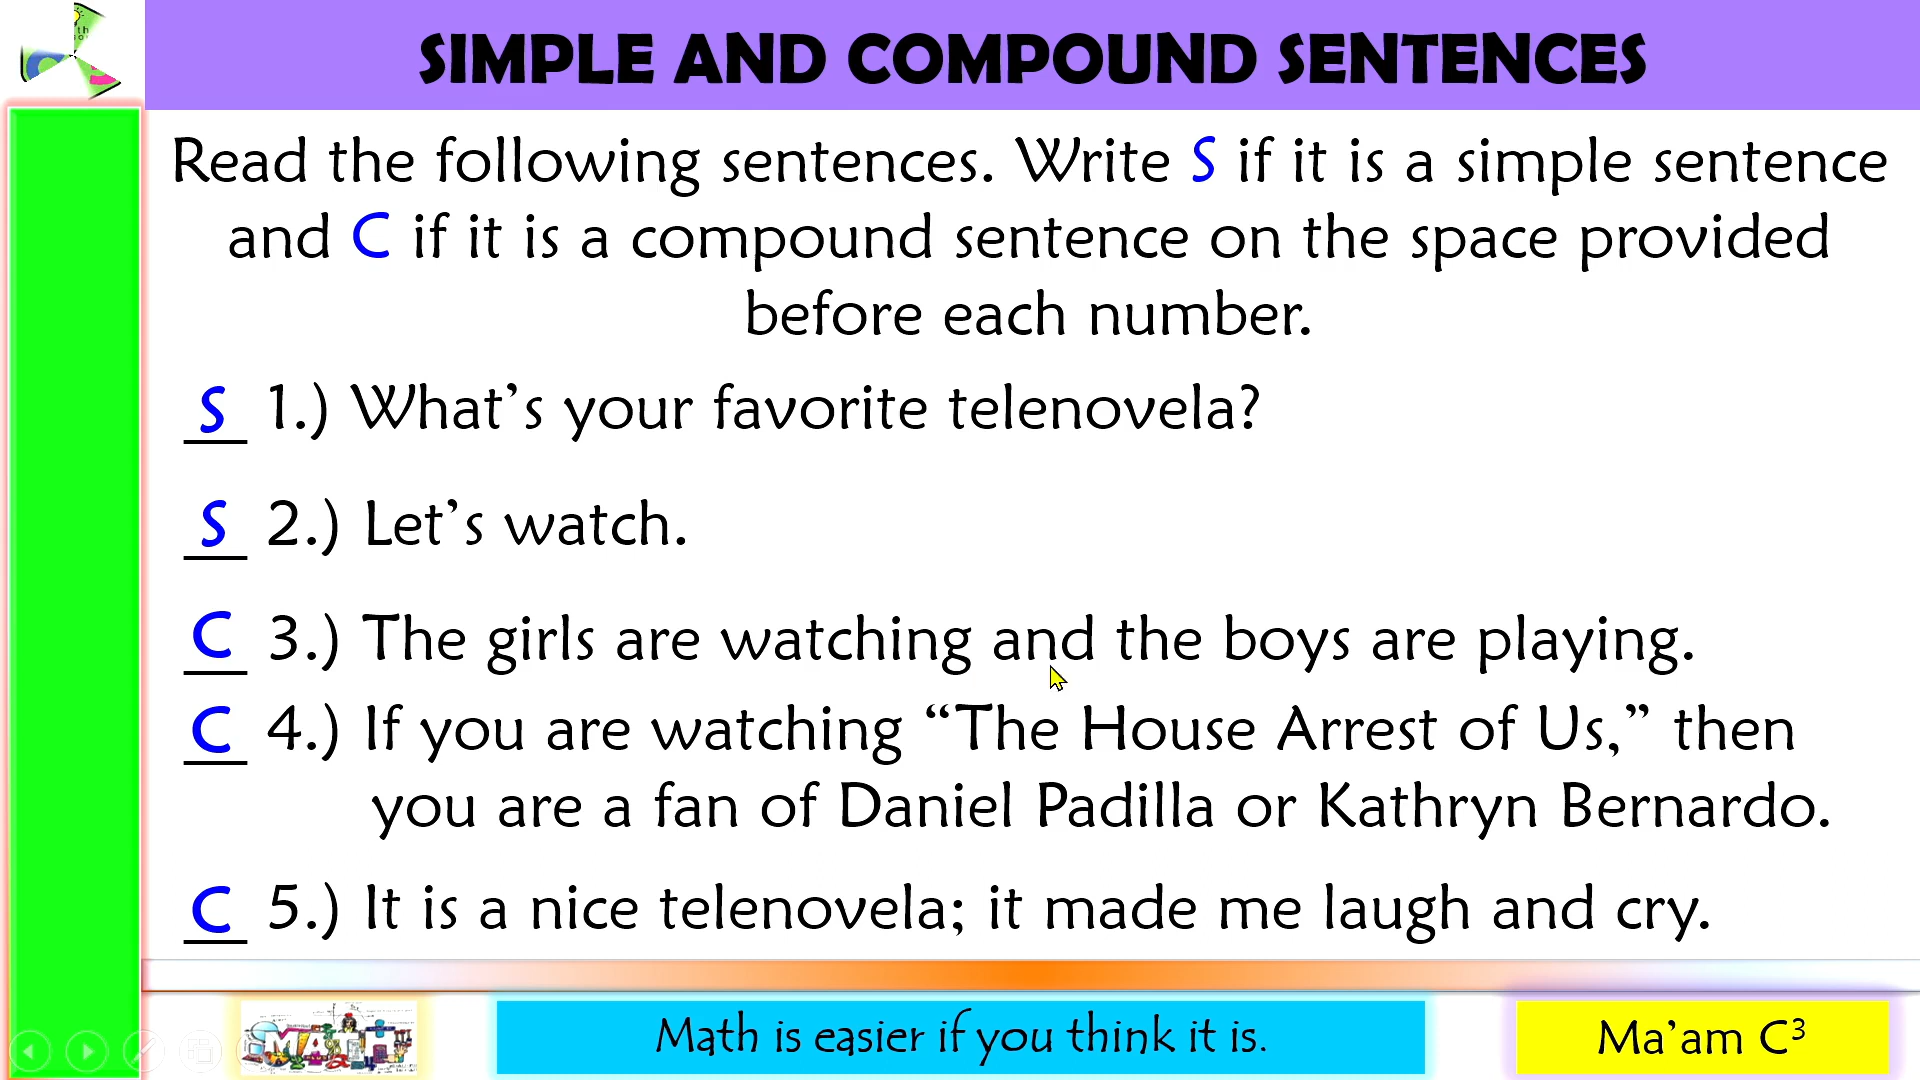 SIMPLE AND COMPOUND SENTENCES
Read the following sentences. Write S if it is a simple sentence
and C if it is a compound sentence on the space provided
before each number.
S 1.) What’s your favorite telenovela?
S 2.) Let’s watch.
C 3.) The girls are watching and the boys are playing.
C 4.) If you are watching “The House Arrest of Us,” then
you are a fan of Daniel Padilla or Kathryn Bernardo.
C 5.) It is a nice telenovela; it made me laugh and cry.
MATH
Math is easier if you think it is.
Ma’am C³